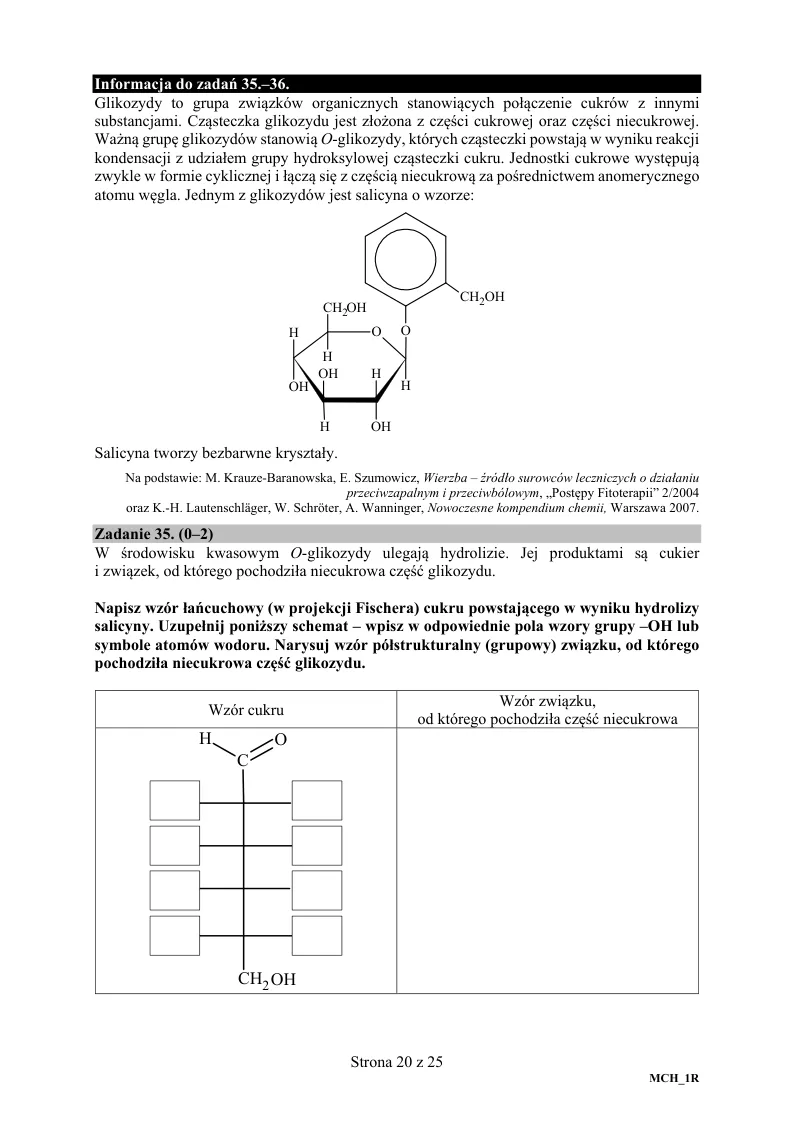 Informacja do zadań 35.–36.
Glikozydy to grupa związków organicznych stanowiących połączenie cukrów z innymi
substancjami. Cząsteczka glikozydu jest złożona z części cukrowej oraz części niecukrowej.
Ważną grupę glikozydów stanowią O-glikozydy, których cząsteczki powstają w wyniku reakcji
kondensacji z udziałem grupy hydroksylowej cząsteczki cukru. Jednostki cukrowe występują
zwykle w formie cyklicznej i łączą się z częścią niecukrową za pośrednictwem anomerycznego
atomu węgla. Jednym z glikozydów jest salicyna o wzorze:
CH2OH
CH2OH
H O O
H
OH H
OH H
H OH
Salicyna tworzy bezbarwne kryształy.
Na podstawie: M. Krauze-Baranowska, E. Szumowicz, Wierzba – źródło surowców leczniczych o działaniu
przeciwzapalnym i przeciwbólowym, „Postępy Fitoterapii” 2/2004
oraz K.-H. Lautenschläger, W. Schröter, A. Wanninger, Nowoczesne kompendium chemii, Warszawa 2007.
Zadanie 35. (0–2)
W środowisku kwasowym O-glikozydy ulegają hydrolizie. Jej produktami są cukier
i związek, od którego pochodziła niecukrowa część glikozydu.
Napisz wzór łańcuchowy (w projekcji Fischera) cukru powstającego w wyniku hydrolizy
salicyny. Uzupełnij poniższy schemat – wpisz w odpowiednie pola wzory grupy –OH lub
symbole atomów wodoru. Narysuj wzór półstrukturalny (grupowy) związku, od którego
pochodziła niecukrowa część glikozydu.
Wzór cukru
Wzór związku,
od którego pochodziła część niecukrowa
H O
C
CH2OH
Strona 20 z 25
MCH_1R